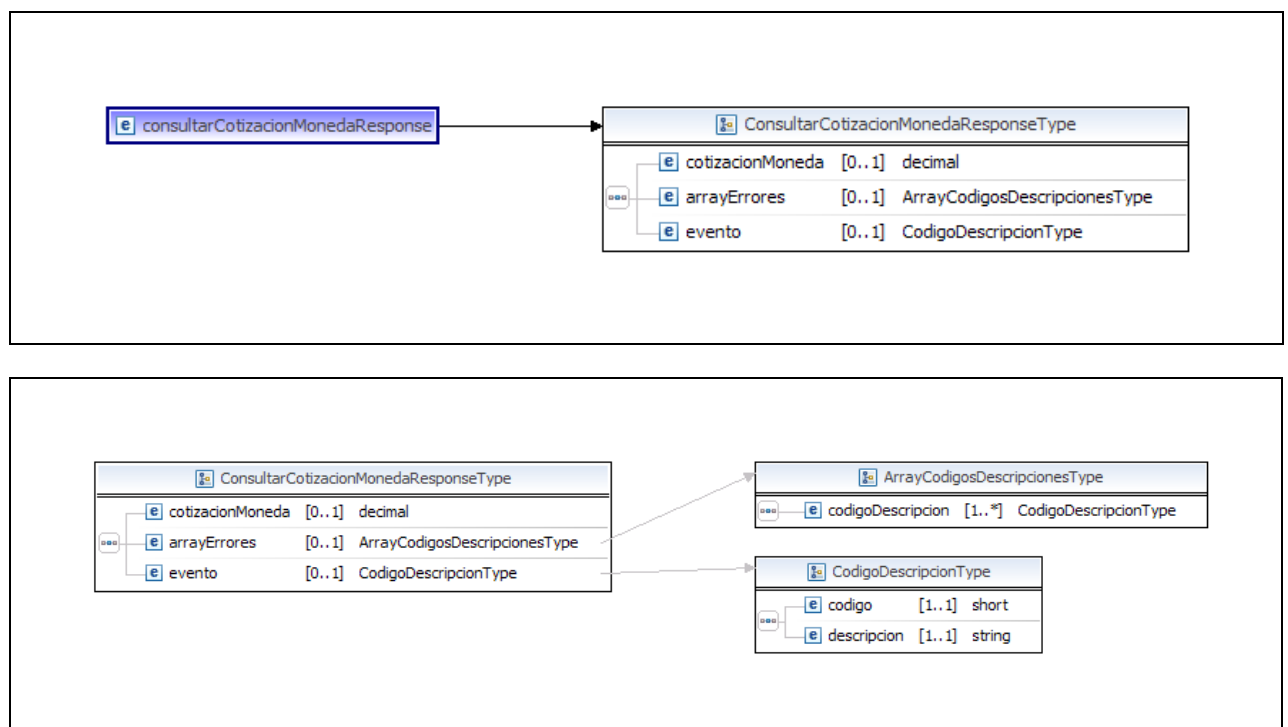 e consultarCotizacionMonedaResponse
ConsultarCotizacionMonedaResponseType
e cotizacionMoneda [0..1] decimal
e arrayErrores [0..1] ArrayCodigosDescripcionesType
e evento [0..1] CodigoDescripcionType
ConsultarCotizacionMonedaResponseType
e cotizacionMoneda [0..1] decimal
e arrayErrores [0..1] ArrayCodigosDescripcionesType
e evento [0..1] CodigoDescripcionType
ArrayCodigosDescripcionesType
e codigoDescripcion [1..*] CodigoDescripcionType
CodigoDescripcionType
e codigo [1..1] short
e descripcion [1..1] string